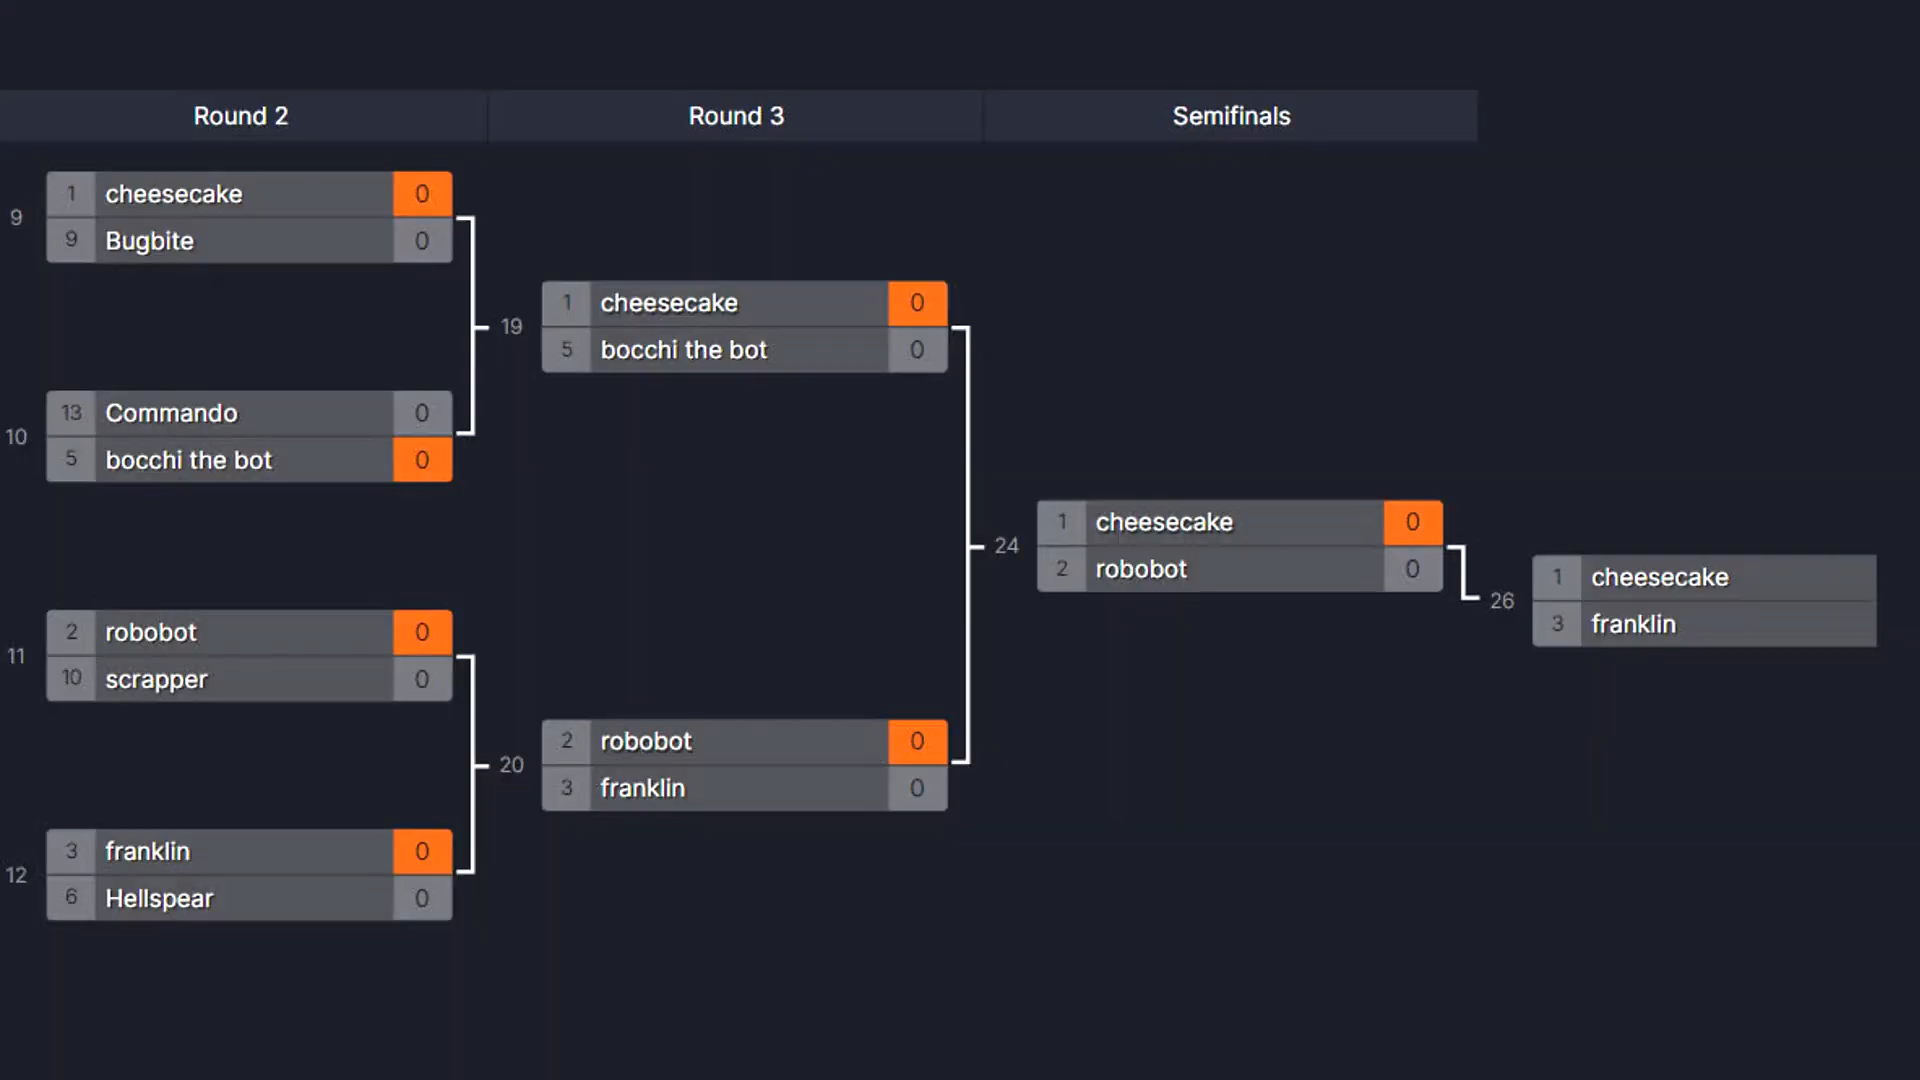 Round 2
Round 3
Semifinals
9
1 cheesecake 0
9 Bugbite 0
10
13 Commando 0
5 bocchi the bot 0
11
2 robobot 0
10 scrapper 0
12
3 franklin 0
6 Hellspear 0
19
1 cheesecake 0
5 bocchi the bot 0
20
2 robobot 0
3 franklin 0
24
1 cheesecake 0
2 robobot 0
26
1 cheesecake
3 franklin